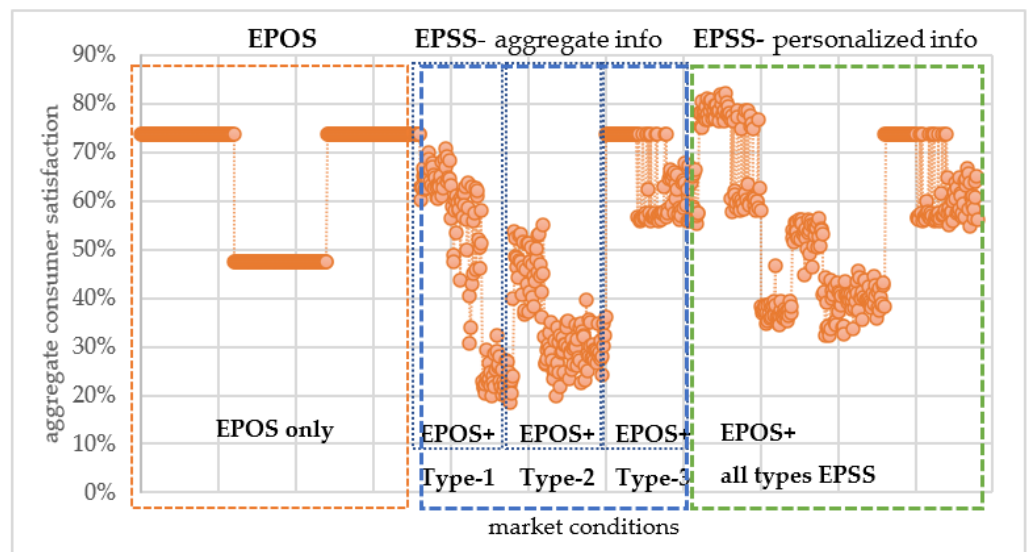 EPOS EPSS- aggregate info EPSS- personalized info
90%
80%
70%
60%
50%
40%
30%
20%
10%
0%
aggregate consumer satisfaction
EPOS only
EPOS+ EPOS+ EPOS+ EPOS+
Type-1 Type-2 Type-3 all types EPSS
market conditions